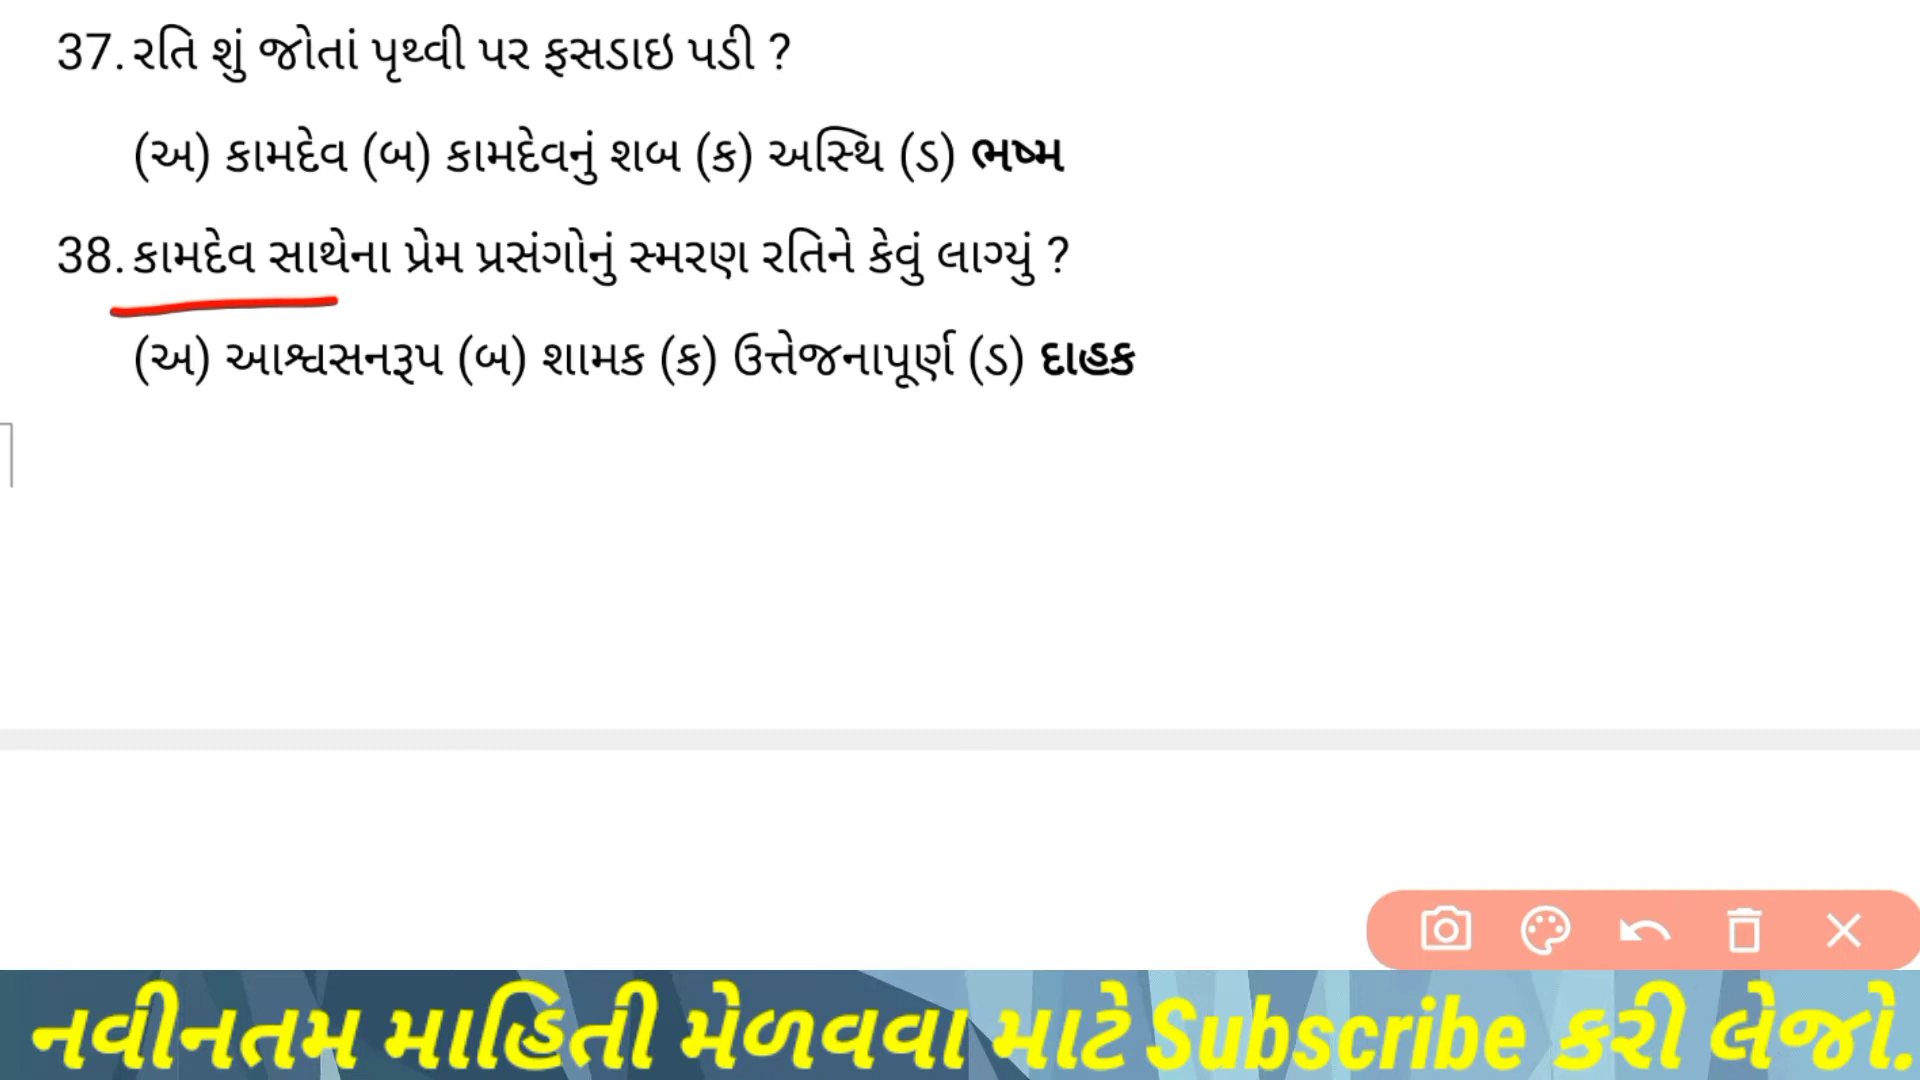 37. રતિ શું જોતાં પૃથ્વી પર ફસડાઇ પડી ?
(અ) કામદેવ (બ) કામદેવનું શબ (ક) અસ્થિ (ડ) ભષ્મ
38. કામદેવ સાથેના પ્રેમ પ્રસંગોનું સ્મરણ રતિને કેવું લાગ્યું ?
(અ) આશ્વસનરૂપ (બ) શામક (ક) ઉત્તેજનાપૂર્ણ (ડ) દાહક
નવીનતમ માહિતી મેળવવા માટે Subscribe કરી લેજો.